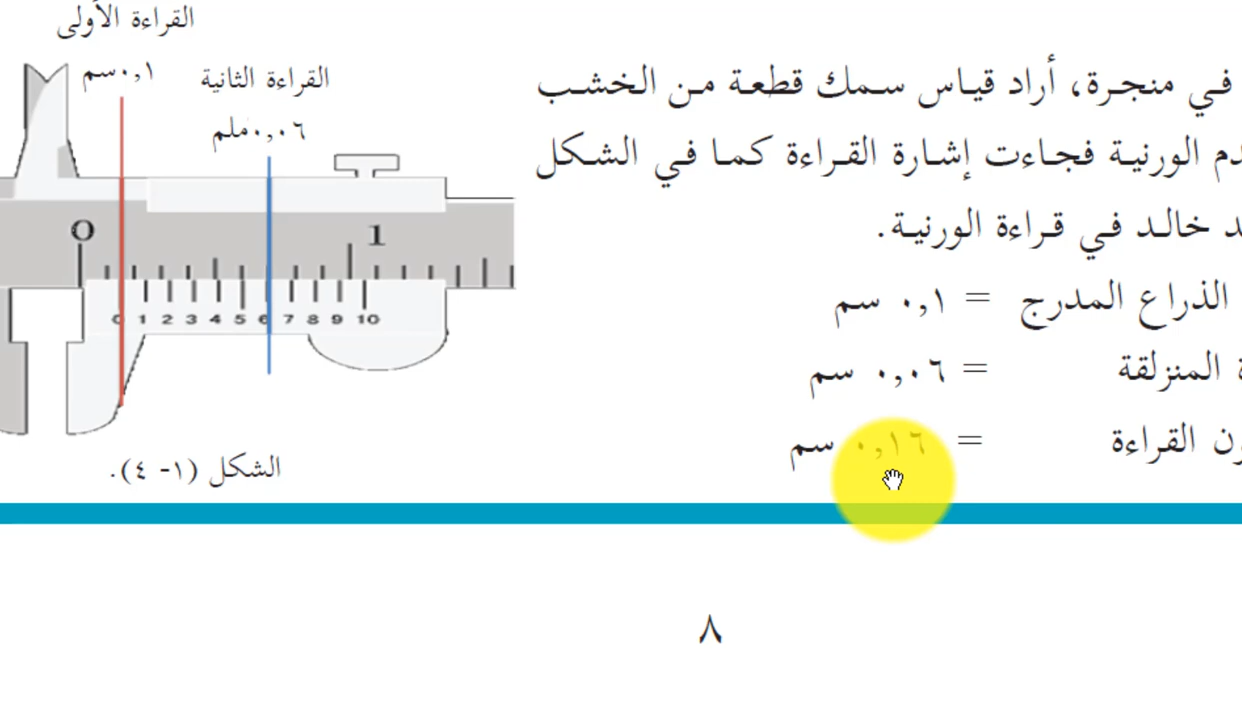 القراءة الأولى
٠,١سم
القراءة الثانية
٠,٠٦ملم
0 1
0 1 2 3 4 5 6 7 8 9 10
الشكل (١- ٤).
في منجرة، أراد قياس سمك قطعة من الخشب
الورنية فجاءت إشارة القراءة كما في الشكل
خالد في قراءة الورنية.
الذراع المدرج = ٠,١ سم
المنزلقة = ٠,٠٦ سم
القراءة = ٠,١٦ سم
٨